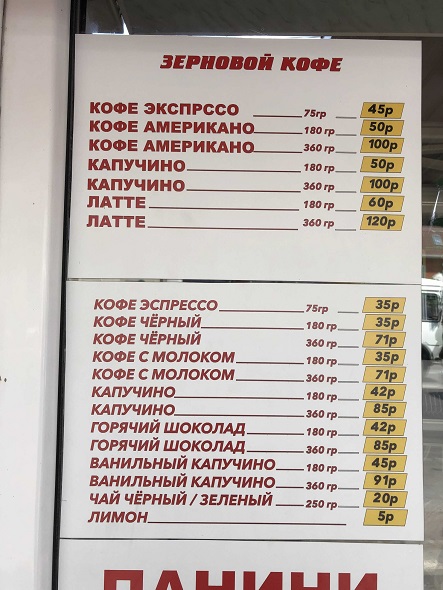 ЗЕРНОВОЙ КОФЕ
КОФЕ ЭКСПРССО 75гр 45р
КОФЕ АМЕРИКАНО 180 гр 50р
КОФЕ АМЕРИКАНО 360 гр 100р
КАПУЧИНО 180 гр 50р
КАПУЧИНО 360 гр 100р
ЛАТТЕ 180 гр 60р
ЛАТТЕ 360 гр 120р
КОФЕ ЭСПРЕССО 75гр 35р
КОФЕ ЧЁРНЫЙ 180 гр 35р
КОФЕ ЧЁРНЫЙ 360 гр 71р
КОФЕ С МОЛОКОМ 180 гр 35р
КОФЕ С МОЛОКОМ 360 гр 71р
КАПУЧИНО 180 гр 42р
КАПУЧИНО 360 гр 85р
ГОРЯЧИЙ ШОКОЛАД 180 гр 42р
ГОРЯЧИЙ ШОКОЛАД 360 гр 85р
ВАНИЛЬНЫЙ КАПУЧИНО 180 гр 45р
ВАНИЛЬНЫЙ КАПУЧИНО 360 гр 91р
ЧАЙ ЧЁРНЫЙ / ЗЕЛЕНЫЙ 250 гр 20р
ЛИМОН 5р
ПАНИНИ